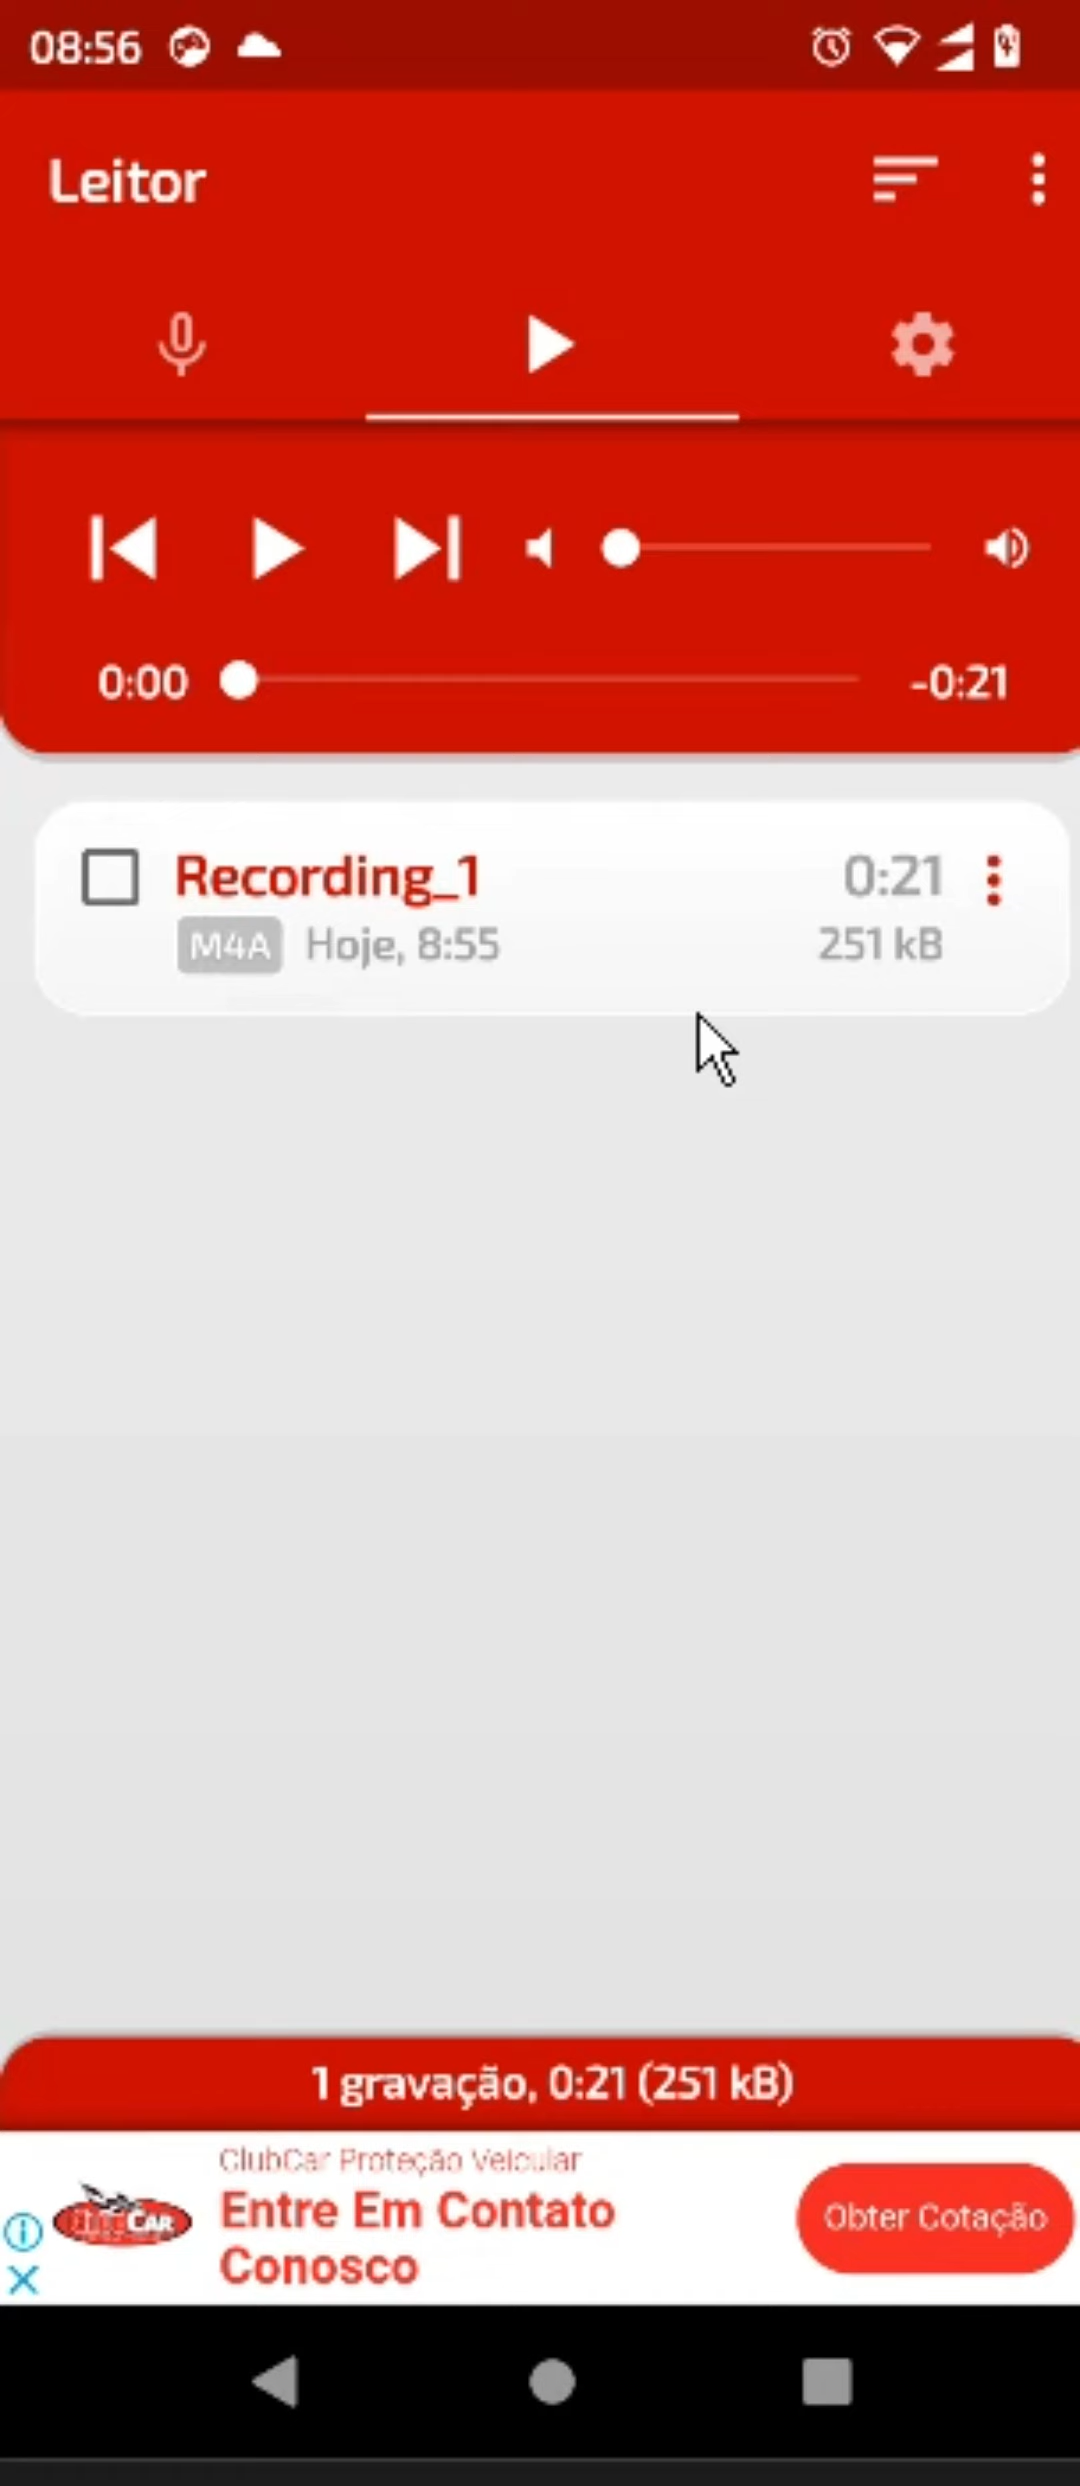 08:56
Leitor
0:00
-0:21
Recording_1
0:21
M4A Hoje, 8:55
251 kB
1 gravação, 0:21 (251 kB)
ClubCar Proteção Veicular
Entre Em Contato
Conosco
Obter Cotação
CAR